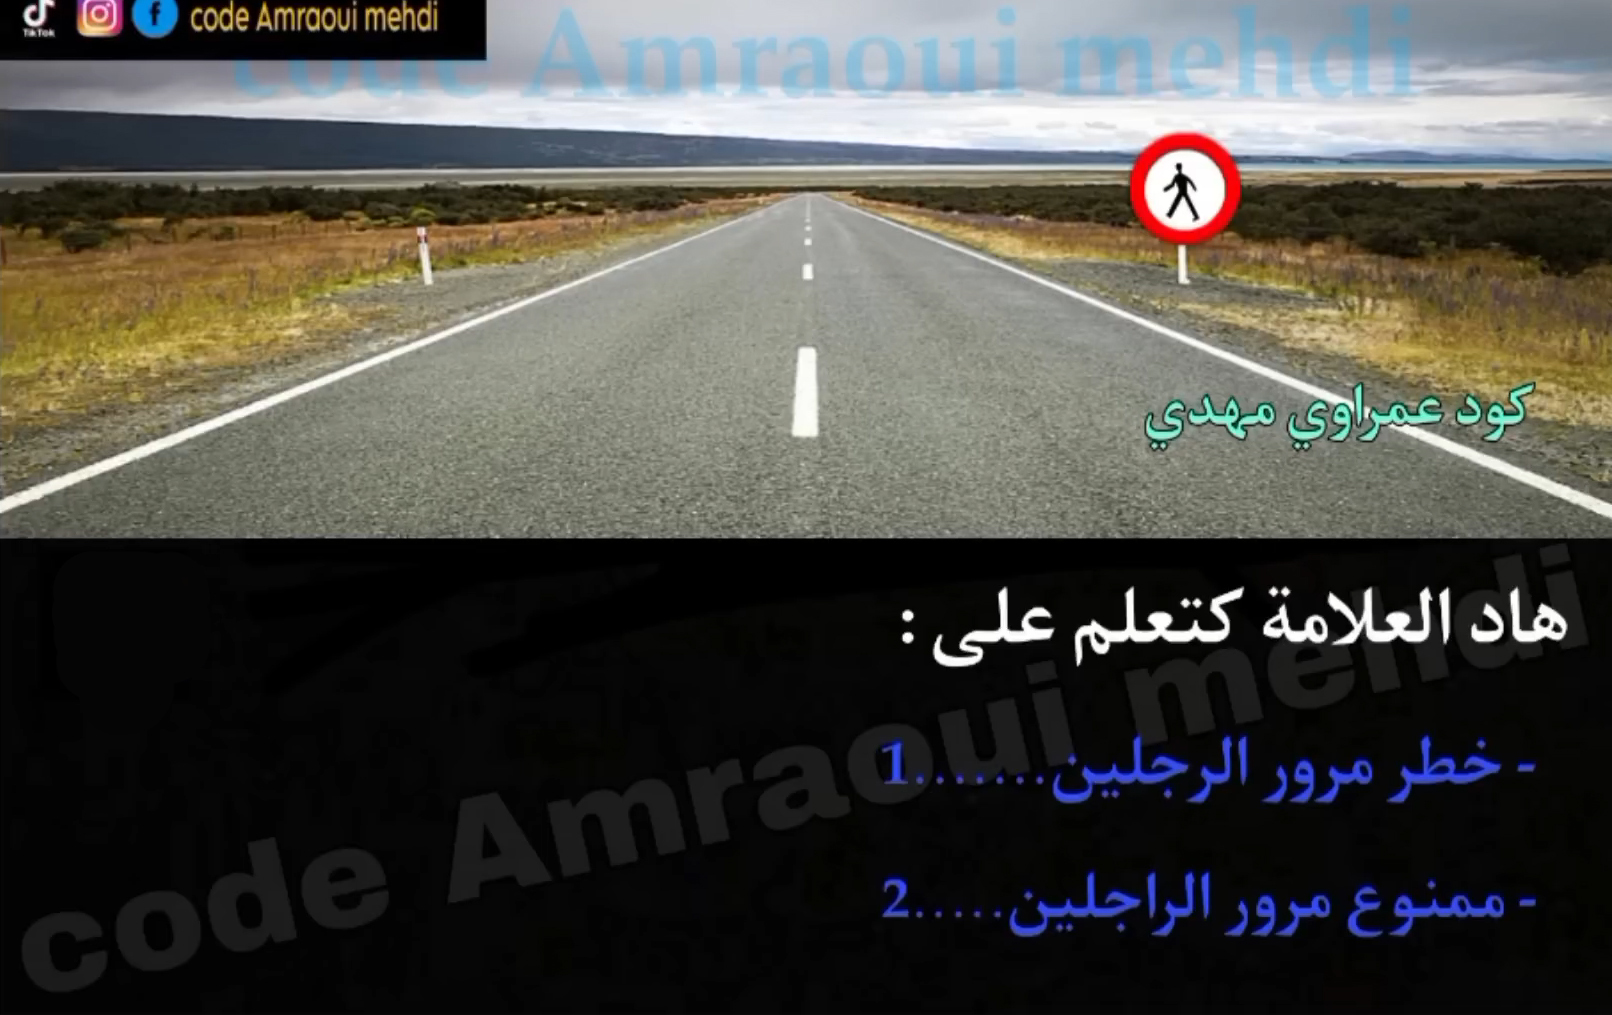 TikTok
code Amraoui mehdi
code Amraoui mehdi
كود عمراوي مهدي
هاد العلامة كتعلم على :
- خطر مرور الرجلين.......1
- ممنوع مرور الراجلين.....2
code Amraoui mehdi